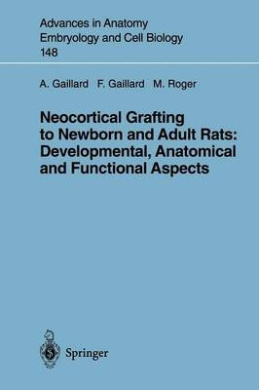 Advances in Anatomy
Embryology and Cell Biology
148
A. Gaillard F. Gaillard M. Roger
Neocortical Grafting
to Newborn and Adult Rats:
Developmental, Anatomical
and Functional Aspects
Springer